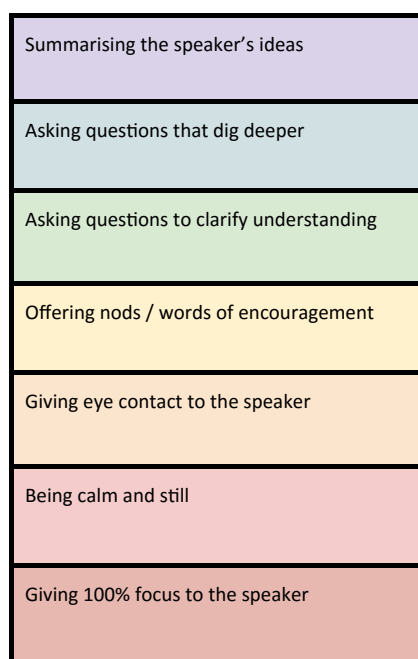 Summarising the speaker’s ideas
Asking questions that dig deeper
Asking questions to clarify understanding
Offering nods / words of encouragement
Giving eye contact to the speaker
Being calm and still
Giving 100% focus to the speaker